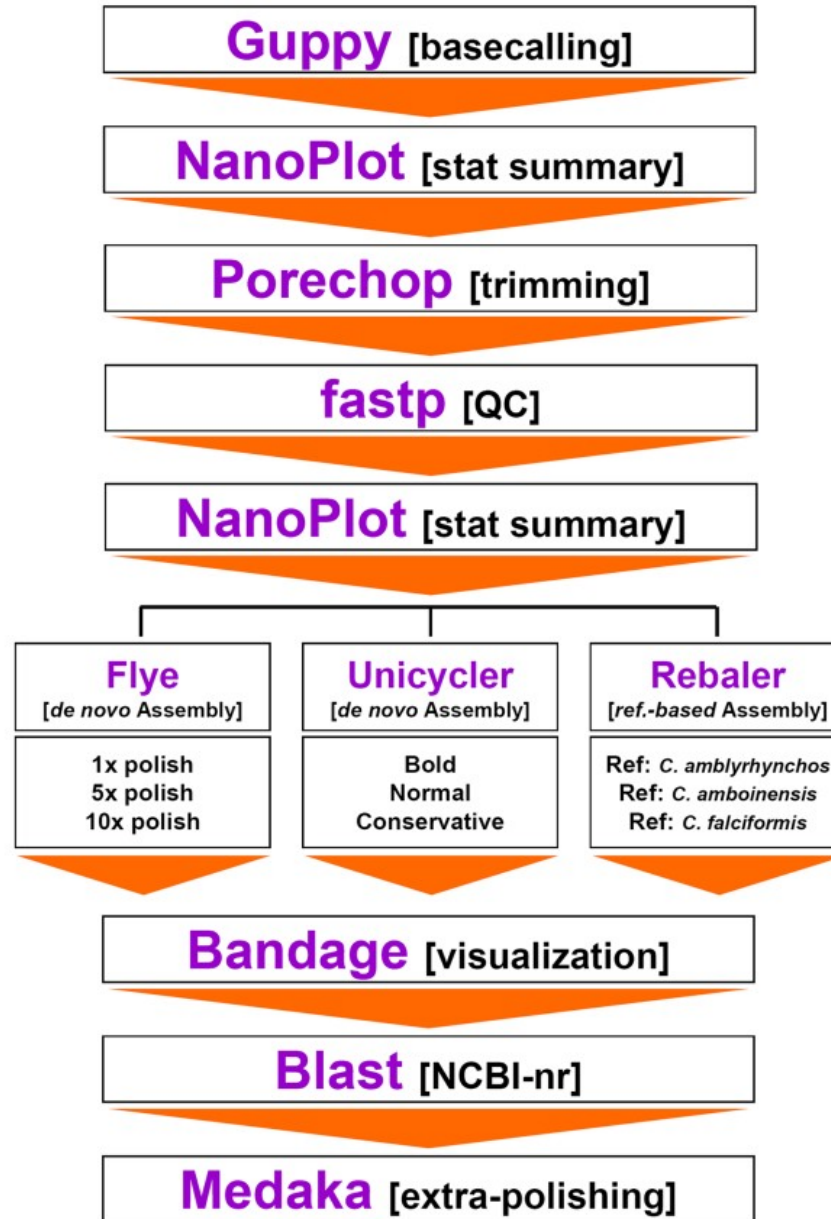 Guppy [basecalling]
NanoPlot [stat summary]
Porechop [trimming]
fastp [QC]
NanoPlot [stat summary]
Flye
[de novo Assembly]
1x polish
5x polish
10x polish
Unicycler
[de novo Assembly]
Bold
Normal
Conservative
Rebaler
[ref.-based Assembly]
Ref: C. amblyrhynchos
Ref: C. amboinensis
Ref: C. falciformis
Bandage [visualization]
Blast [NCBI-nr]
Medaka [extra-polishing]